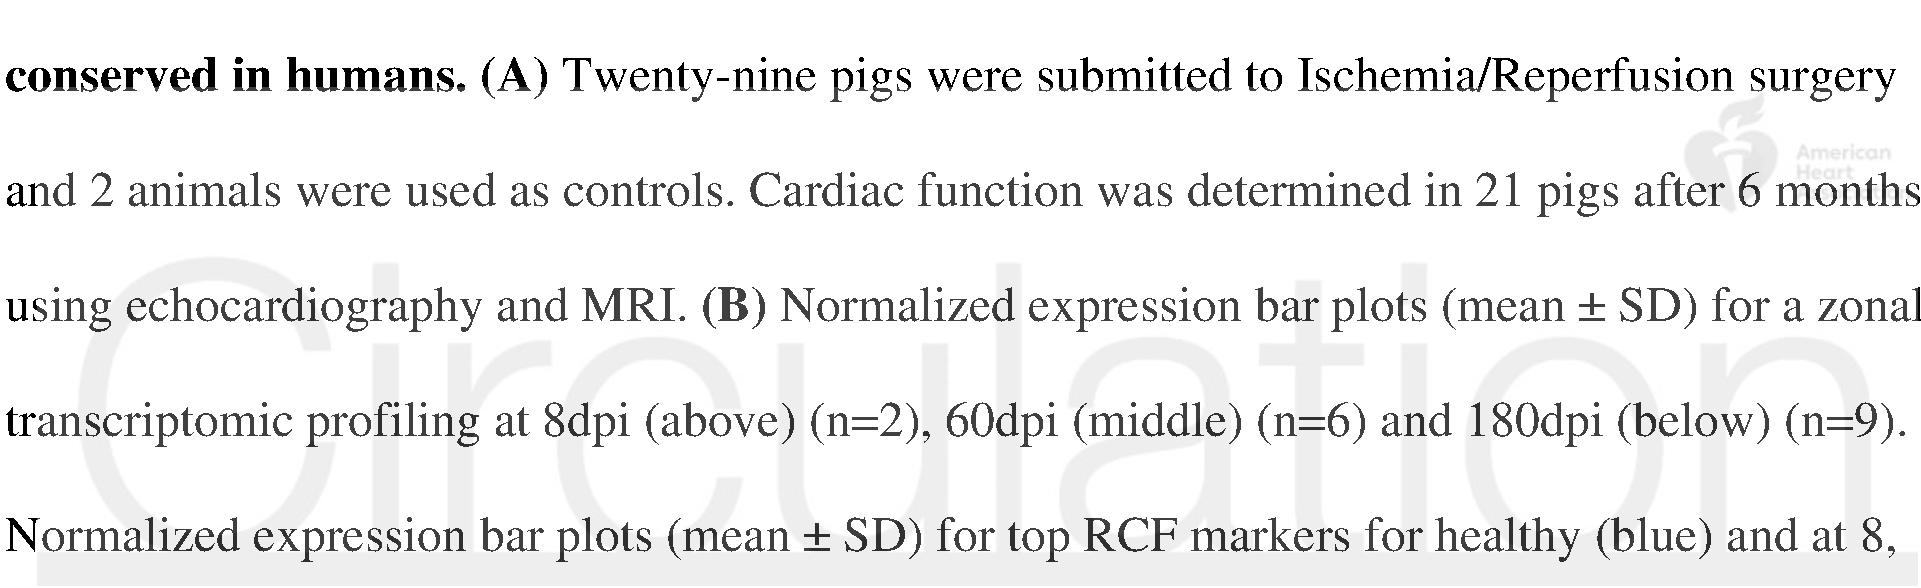 conserved in humans. (A) Twenty-nine pigs were submitted to Ischemia/Reperfusion surgery
American
Heart
and 2 animals were used as controls. Cardiac function was determined in 21 pigs after 6 months
using echocardiography and MRI. (B) Normalized expression bar plots (mean ± SD) for a zonal
transcriptomic profiling at 8dpi (above) (n=2), 60dpi (middle) (n=6) and 180dpi (below) (n=9).
Circulation
Normalized expression bar plots (mean ± SD) for top RCF markers for healthy (blue) and at 8,